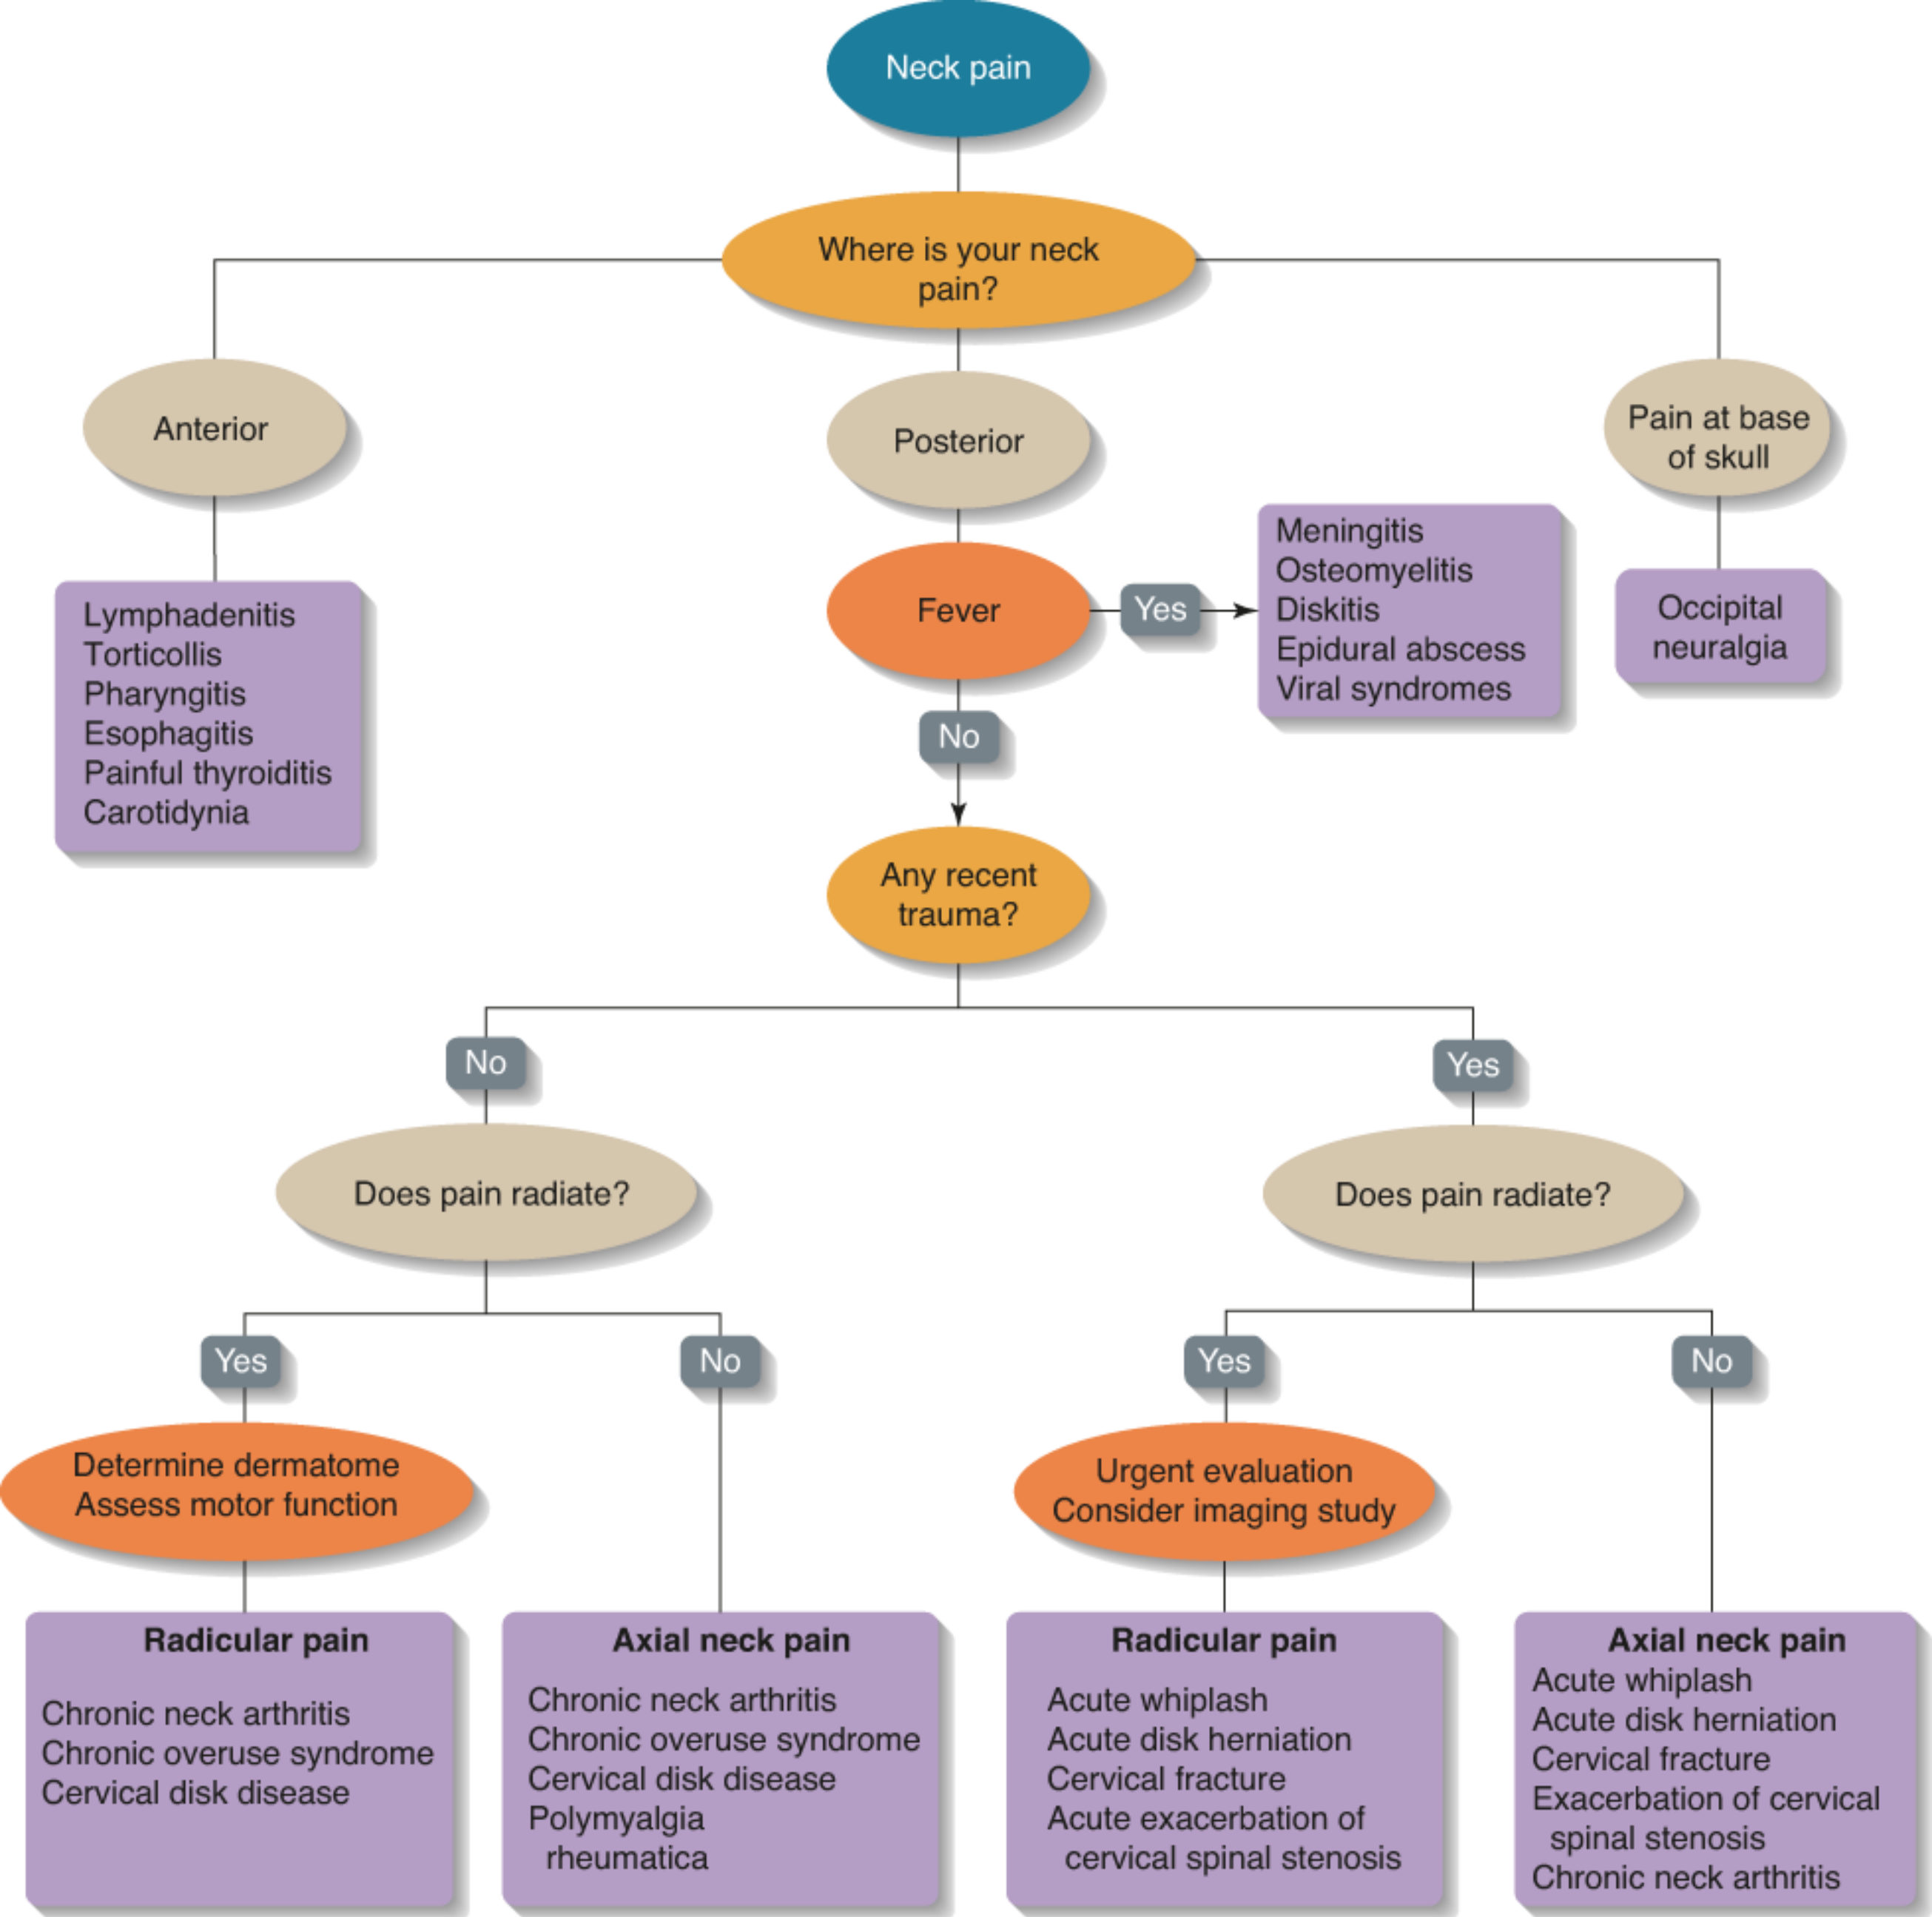 Neck pain
Where is your neck
pain?
Anterior
Posterior
Pain at base
of skull
Lymphadenitis
Torticollis
Pharyngitis
Esophagitis
Painful thyroiditis
Carotidynia
Fever
Yes
Meningitis
Osteomyelitis
Diskitis
Epidural abscess
Viral syndromes
Occipital
neuralgia
No
Any recent
trauma?
No
Yes
Does pain radiate?
Does pain radiate?
Yes
No
Yes
No
Determine dermatome
Assess motor function
Urgent evaluation
Consider imaging study
Radicular pain
Chronic neck arthritis
Chronic overuse syndrome
Cervical disk disease
Axial neck pain
Chronic neck arthritis
Chronic overuse syndrome
Cervical disk disease
Polymyalgia
rheumatica
Radicular pain
Acute whiplash
Acute disk herniation
Cervical fracture
Acute exacerbation of
cervical spinal stenosis
Axial neck pain
Acute whiplash
Acute disk herniation
Cervical fracture
Exacerbation of cervical
spinal stenosis
Chronic neck arthritis